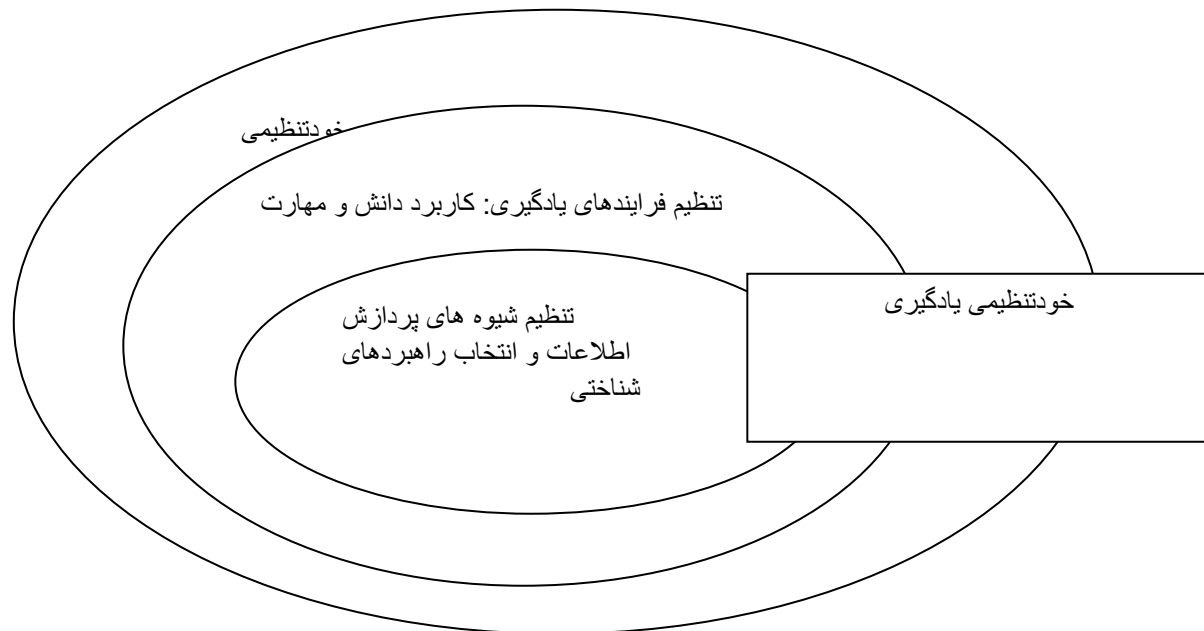 خودتنظیمی
تنظیم فرایندهای یادگیری: کاربرد دانش و مهارت
خودتنظیمی یادگیری
تنظیم شیوه های پردازش
اطلاعات و انتخاب راهبردهای
شناختی